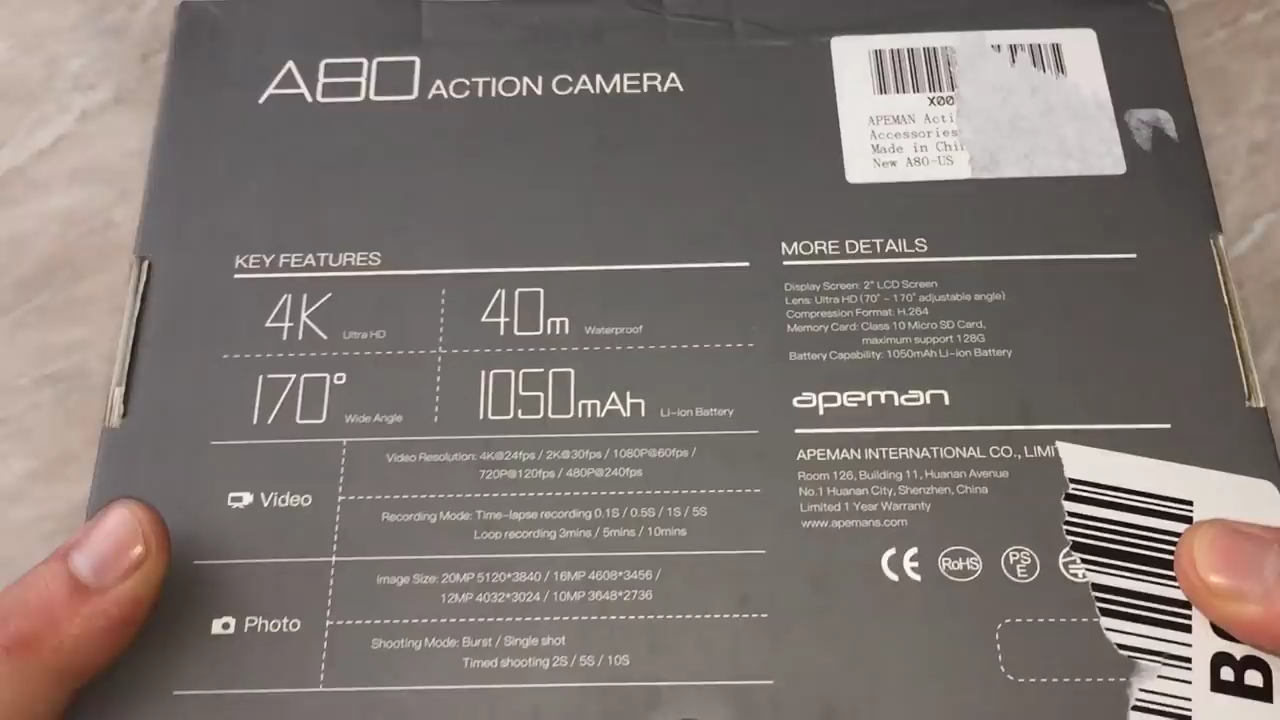 A80 ACTION CAMERA
X00
APEMAN Acti
Accessories
Made in Chi
New A80-US
KEY FEATURES
4K Ultra HD
40m Waterproof
170° Wide Angle
1050mAh Li-ion Battery
Video
Video Resolution: 4K@24fps / 2K@30fps / 1080P@60fps /
720P@120fps / 480P@240fps
Recording Mode: Time-lapse recording 0.1S / 0.5S / 1S / 5S
Loop recording 3mins / 5mins / 10mins
Photo
Image Size: 20MP 5120*3840 / 16MP 4608*3456 /
12MP 4032*3024 / 10MP 3648*2736
Shooting Mode: Burst / Single shot
Timed shooting 2S / 5S / 10S
MORE DETAILS
Display Screen: 2" LCD Screen
Lens: Ultra HD (70° - 170° adjustable angle)
Compression Format: H.264
Memory Card: Class 10 Micro SD Card,
maximum support 128G
Battery Capability: 1050mAh Li-ion Battery
apeman
APEMAN INTERNATIONAL CO., LIMI
Room 126, Building 11, Huanan Avenue
No.1 Huanan City, Shenzhen, China
Limited 1 Year Warranty
www.apemans.com
CE RoHS PSE
B